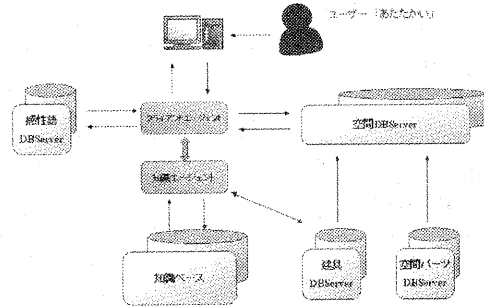 ユーザー「あたたかい」
感性語
DBServer
クライアントエージェント
空間DBServer
知識エージェント
知識ベース
建具
DBServer
空間パーツ
DBServer